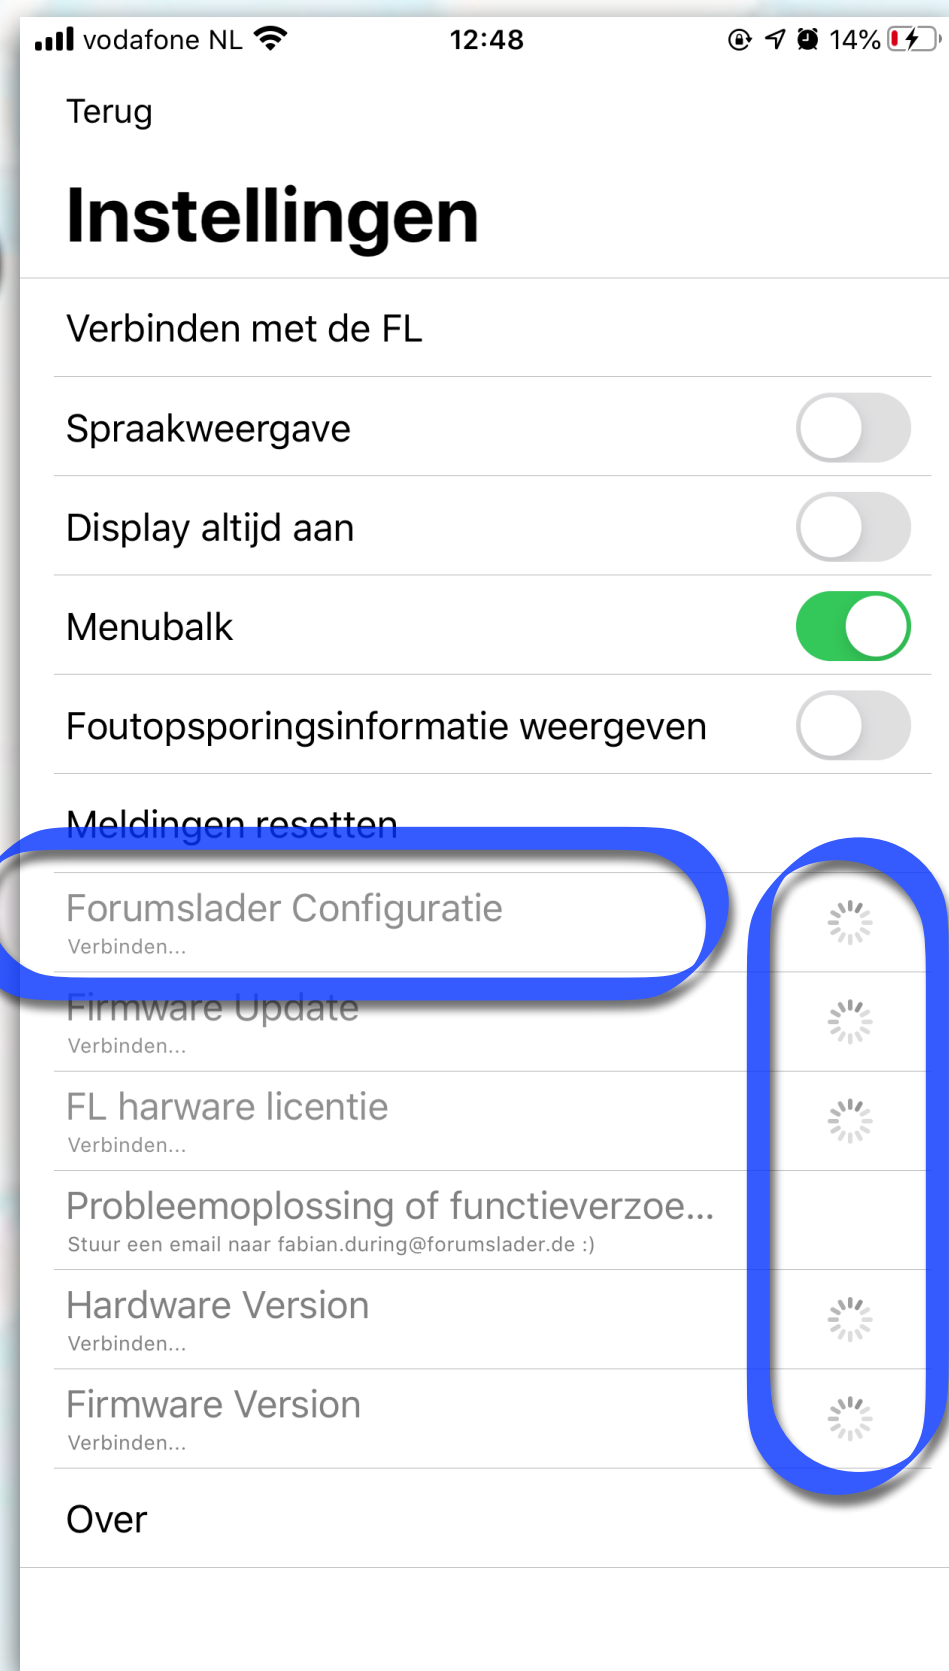 vodafone NL 12:48 14%
Terug
Instellingen
Verbinden met de FL
Spraakweergave
Display altijd aan
Menubalk
Foutopsporingsinformatie weergeven
Meldingen resetten
Forumslader Configuratie
Verbinden...
Firmware Update
Verbinden...
FL harware licentie
Verbinden...
Probleemoplossing of functieverzoe...
Stuur een email naar fabian.during@forumslader.de :)
Hardware Version
Verbinden...
Firmware Version
Verbinden...
Over